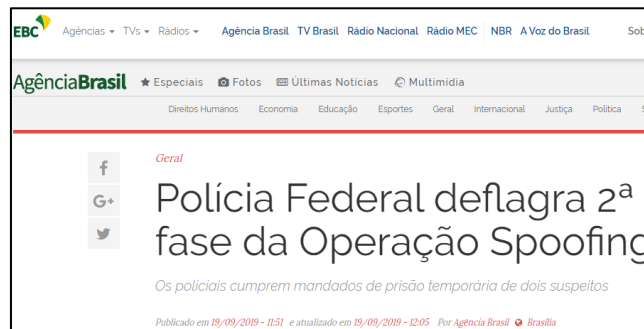 EBC Agências TVs Rádios Agência Brasil TV Brasil Rádio Nacional Rádio MEC NBR A Voz do Brasil Sob
AgênciaBrasil Especiais Fotos Últimas Notícias Multimidia
Direitos Humanos Economia Educação Esportes Geral Internacional Justiça Política
Geral
Polícia Federal deflagra 2ª
fase da Operação Spoofing
Os policiais cumprem mandados de prisão temporária de dois suspeitos
Publicado em 19/09/2019 - 11:51 e atualizado em 19/09/2019 - 12:05 Por Agência Brasil Brasília